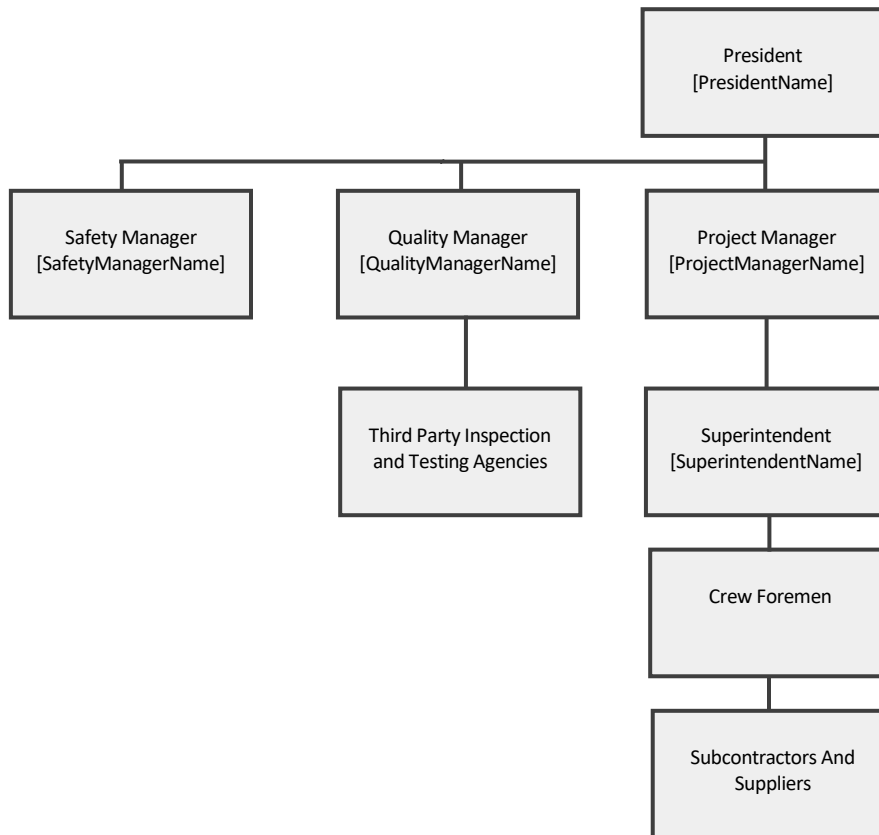 President
[PresidentName]
Safety Manager
[SafetyManagerName]
Quality Manager
[QualityManagerName]
Project Manager
[ProjectManagerName]
Third Party Inspection
and Testing Agencies
Superintendent
[SuperintendentName]
Crew Foremen
Subcontractors And
Suppliers